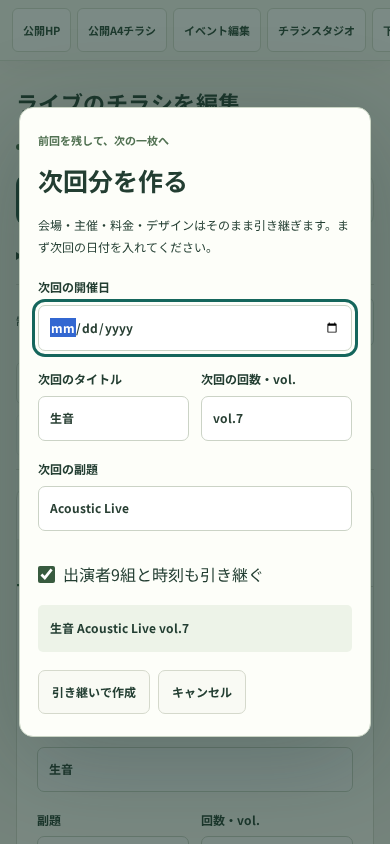 公開HP
公開A4チラシ
イベント編集
チラシスタジオ
ライブのチラシを編集
前回を残して、次の一枚へ
次回分を作る
会場・主催・料金・デザインはそのまま引き継ぎます。ま
ず次回の日付を入れてください。
次回の開催日
mm/dd/yyyy
次回のタイトル
次回の回数・vol.
生音
vol.7
次回の副題
Acoustic Live
出演者9組と時刻も引き継ぐ
生音 Acoustic Live vol.7
引き継いで作成
キャンセル
生音
副題
回数・vol.